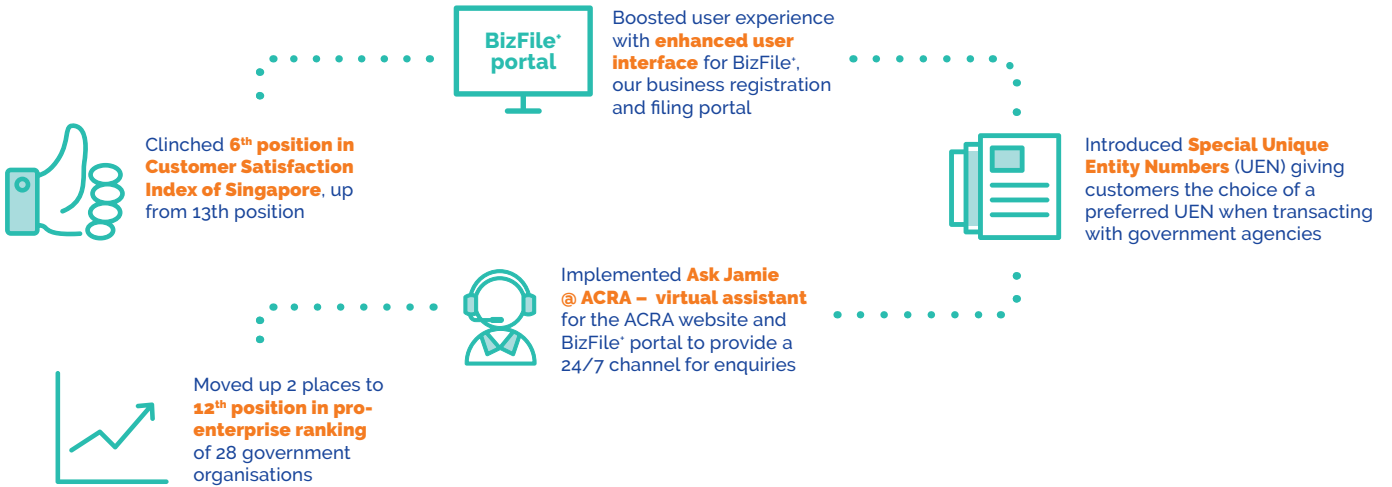 BizFile⁺
portal
Boosted user experience
with enhanced user
interface for BizFile⁺,
our business registration
and filing portal
Clinched 6th position in
Customer Satisfaction
Index of Singapore, up
from 13th position
Introduced Special Unique
Entity Numbers (UEN) giving
customers the choice of a
preferred UEN when transacting
with government agencies
Implemented Ask Jamie
@ ACRA – virtual assistant
for the ACRA website and
BizFile⁺ portal to provide a
24/7 channel for enquiries
Moved up 2 places to
12th position in pro-
enterprise ranking
of 28 government
organisations